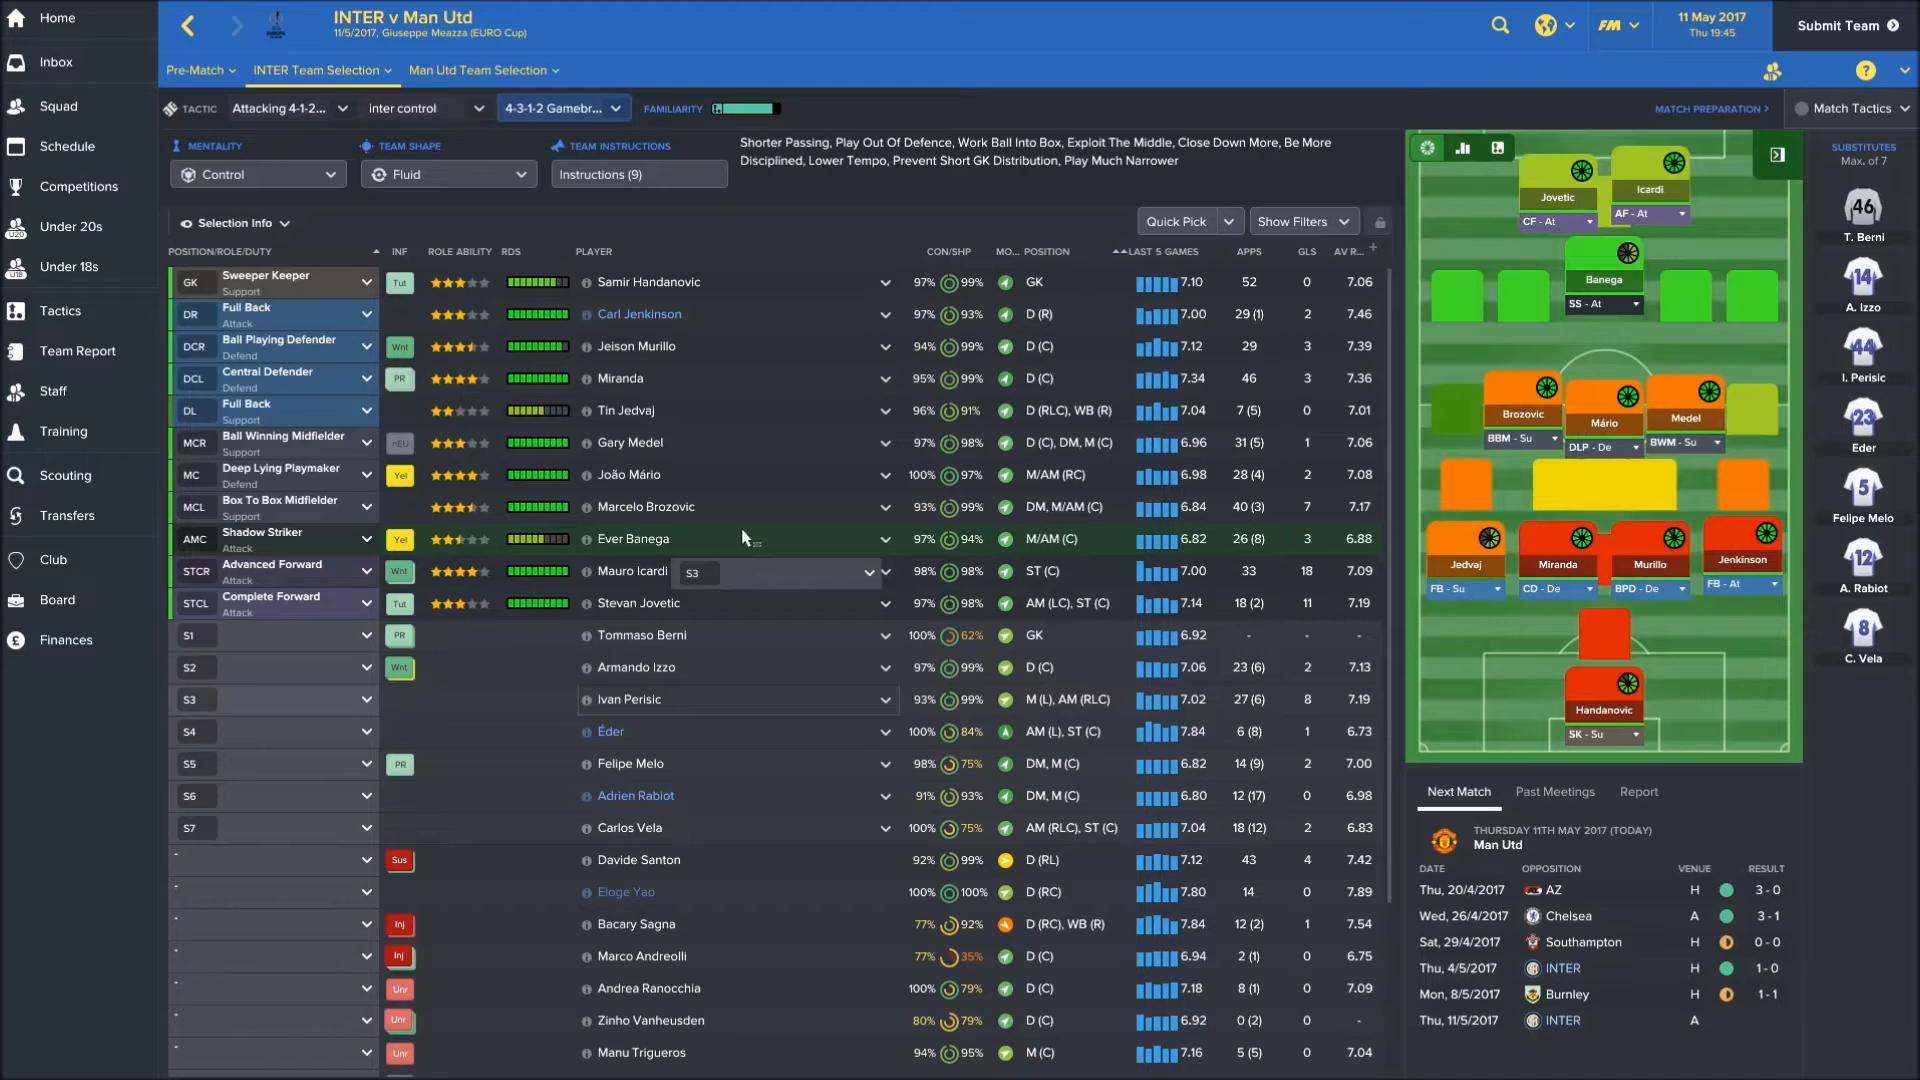 Home
Inbox
Squad
Schedule
Competitions
Under 20s
Under 18s
Tactics
Team Report
Staff
Training
Scouting
Transfers
Club
Board
Finances
INTER v Man Utd
11/5/2017, Giuseppe Meazza (EURO Cup)
FM
11 May 2017
Thu 19:45
Submit Team
Pre-Match INTER Team Selection Man Utd Team Selection
TACTIC Attacking 4-1-2... inter control 4-3-1-2 Gamebr... FAMILIARITY MATCH PREPARATION > Match Tactics
MENTALITY TEAM SHAPE TEAM INSTRUCTIONS
Control Fluid Instructions (9)
Shorter Passing, Play Out Of Defence, Work Ball Into Box, Exploit The Middle, Close Down More, Be More
Disciplined, Lower Tempo, Prevent Short GK Distribution, Play Much Narrower
Selection Info Quick Pick Show Filters
POSITION/ROLE/DUTY INF ROLE ABILITY RDS PLAYER CON/SHP MO... POSITION LAST 5 GAMES APPS GLS AV R...
GK Sweeper Keeper Support Tut Samir Handanovic 97% 99% GK 7.10 52 0 7.06
DR Full Back Attack Carl Jenkinson 97% 93% D (R) 7.00 29 (1) 2 7.46
DCR Ball Playing Defender Defend Wnt Jeison Murillo 94% 99% D (C) 7.12 29 3 7.39
DCL Central Defender Defend PR Miranda 95% 99% D (C) 7.34 46 3 7.36
DL Full Back Support Tin Jedvaj 96% 91% D (RLC), WB (R) 7.04 7 (5) 0 7.01
MCR Ball Winning Midfielder Support nEU Gary Medel 97% 98% D (C), DM, M (C) 6.96 31 (5) 1 7.06
MC Deep Lying Playmaker Defend Yel João Mário 100% 97% M/AM (RC) 6.98 28 (4) 2 7.08
MCL Box To Box Midfielder Support Marcelo Brozovic 93% 99% DM, M/AM (C) 6.84 40 (3) 7 7.17
AMC Shadow Striker Attack Yel Ever Banega 97% 94% M/AM (C) 6.82 26 (8) 3 6.88
STCR Advanced Forward Attack Wnt Mauro Icardi S3 98% 98% ST (C) 7.00 33 18 7.09
STCL Complete Forward Attack Tut Stevan Jovetic 97% 98% AM (LC), ST (C) 7.14 18 (2) 11 7.19
S1 PR Tommaso Berni 100% 62% GK 6.92 - - -
S2 Wnt Armando Izzo 97% 99% D (C) 7.06 23 (6) 2 7.13
S3 Ivan Perisic 93% 99% M (L), AM (RLC) 7.02 27 (6) 8 7.19
S4 Éder 100% 84% AM (L), ST (C) 7.84 6 (8) 1 6.73
S5 PR Felipe Melo 98% 75% DM, M (C) 6.82 14 (9) 2 7.00
S6 Adrien Rabiot 91% 93% DM, M (C) 6.80 12 (17) 0 6.98
S7 Carlos Vela 100% 75% AM (RLC), ST (C) 7.04 18 (12) 2 6.83
- Sus Davide Santon 92% 99% D (RL) 7.12 43 4 7.42
- Eloge Yao 100% 100% D (RC) 7.80 14 0 7.89
- Inj Bacary Sagna 77% 92% D (RC), WB (R) 7.84 12 (2) 1 7.54
- Inj Marco Andreolli 77% 35% D (C) 6.94 2 (1) 0 6.75
- Unr Andrea Ranocchia 100% 79% D (C) 7.18 8 (1) 0 7.09
- Unr Zinho Vanheusden 80% 79% D (C) 6.92 0 (2) 0 -
- Unr Manu Trigueros 94% 95% M (C) 7.16 5 (5) 0 7.04
Jovetic
CF - At
Icardi
AF - At
Banega
SS - At
Brozovic
BBM - Su
Mário
DLP - De
Medel
BWM - Su
Jedvaj
FB - Su
Miranda
CD - De
Murillo
BPD - De
Jenkinson
FB - At
Handanovic
SK - Su
SUBSTITUTES
Max. of 7
46
T. Berni
14
A. Izzo
44
I. Perisic
23
Eder
5
Felipe Melo
12
A. Rabiot
8
C. Vela
Next Match Past Meetings Report
THURSDAY 11TH MAY 2017 (TODAY)
Man Utd
DATE OPPOSITION VENUE RESULT
Thu, 20/4/2017 AZ H 3 - 0
Wed, 26/4/2017 Chelsea A 3 - 1
Sat, 29/4/2017 Southampton H 0 - 0
Thu, 4/5/2017 INTER H 1 - 0
Mon, 8/5/2017 Burnley H 1 - 1
Thu, 11/5/2017 INTER A